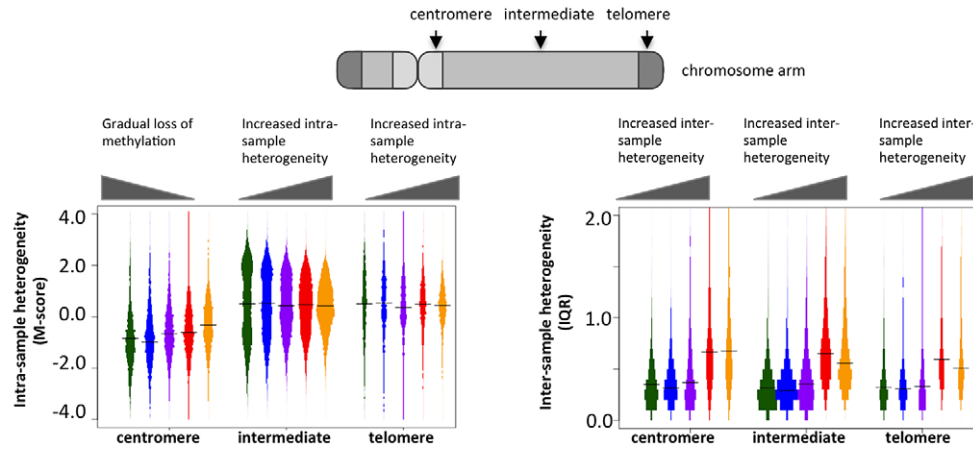 centromere intermediate telomere
chromosome arm
Gradual loss of
methylation
Increased intra-
sample
heterogeneity
Increased intra-
sample
heterogeneity
Intra-sample heterogeneity
(M-score)
4.0
2.0
0.0
-2.0
-4.0
centromere intermediate telomere
Increased inter-
sample
heterogeneity
Increased inter-
sample
heterogeneity
Increased inter-
sample
heterogeneity
Inter-sample heterogeneity
(IQR)
2.0
1.0
0.0
centromere intermediate telomere